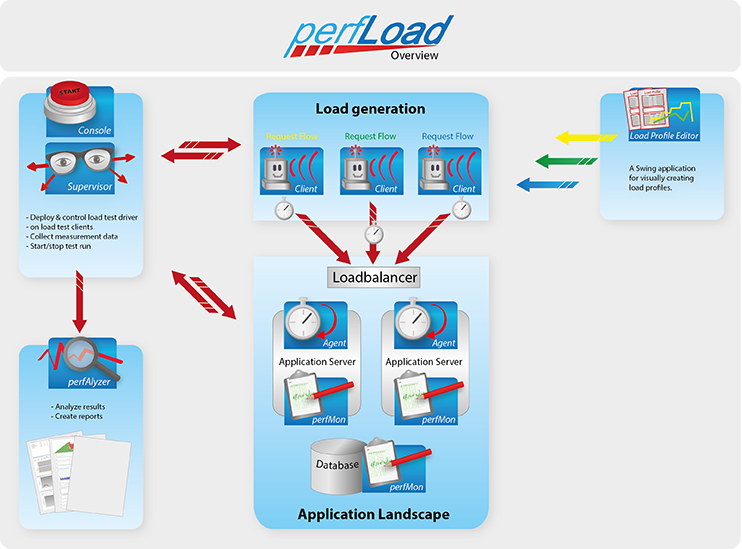 perfLoad
Overview
START
Console
Supervisor
- Deploy & control load test driver
- on load test clients
- Collect measurement data
- Start/stop test run
perfAlyzer
- Analyze results
- Create reports
Load generation
Request Flow
Request Flow
Request Flow
Client
Client
Client
Loadbalancer
Agent
Agent
Application Server
Application Server
perfMon
perfMon
Database
perfMon
Application Landscape
Load Profile
Load Profile Editor
A Swing application
for visually creating
load profiles.